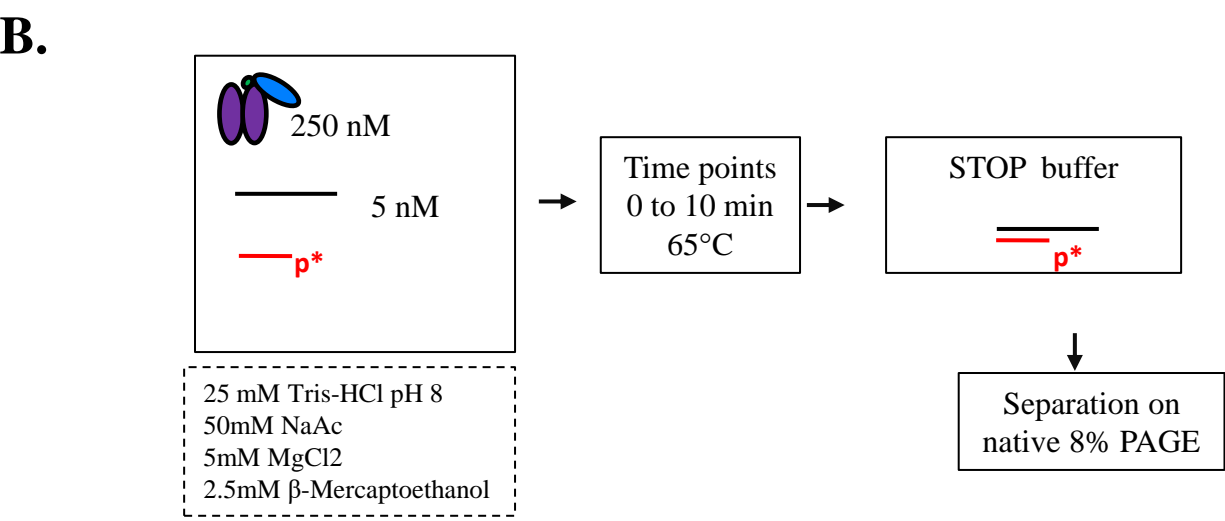 B.
250 nM
5 nM
p*
Time points
0 to 10 min
65°C
STOP buffer
p*
25 mM Tris-HCl pH 8
50mM NaAc
5mM MgCl2
2.5mM β-Mercaptoethanol
Separation on
native 8% PAGE